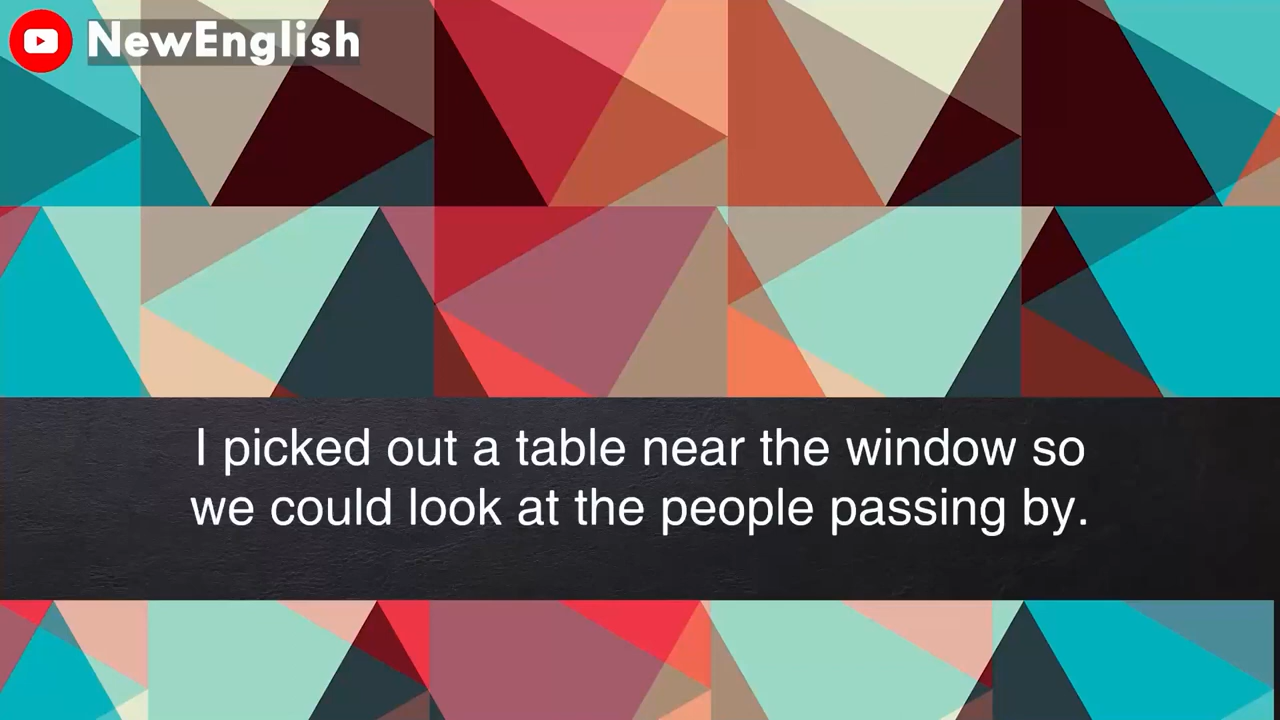 NewEnglish
I picked out a table near the window so
we could look at the people passing by.